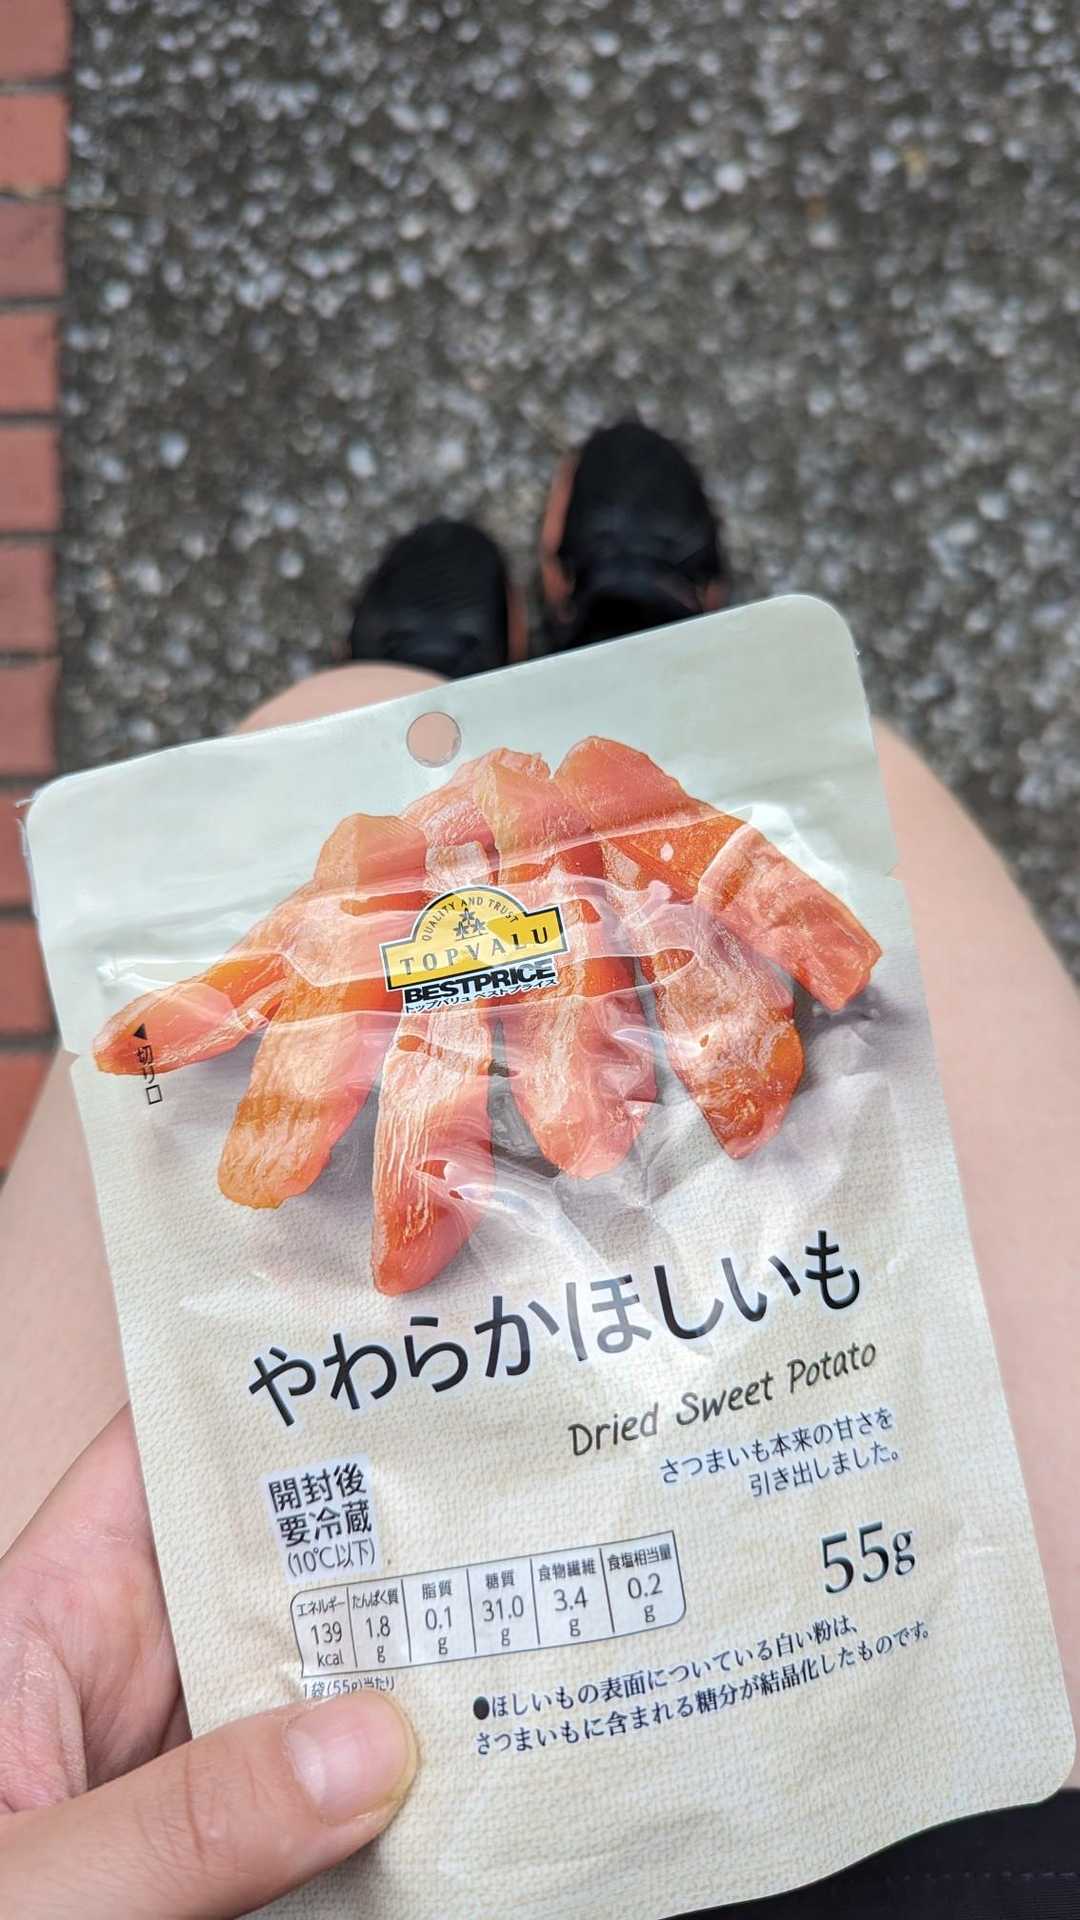 QUALITY AND TRUST
TOPVALU
BESTPRICE
トップバリュ ベストプライス
◀切り口
やわらかほしいも
Dried Sweet Potato
さつまいも本来の甘さを
引き出しました。
開封後
要冷蔵
(10℃以下)
55g
エネルギー たんぱく質 脂質 糖質 食物繊維 食塩相当量
139 kcal 1.8 g 0.1 g 31.0 g 3.4 g 0.2 g
1袋(55g)当たり
●ほしいもの表面についている白い粉は、
さつまいもに含まれる糖分が結晶化したものです。